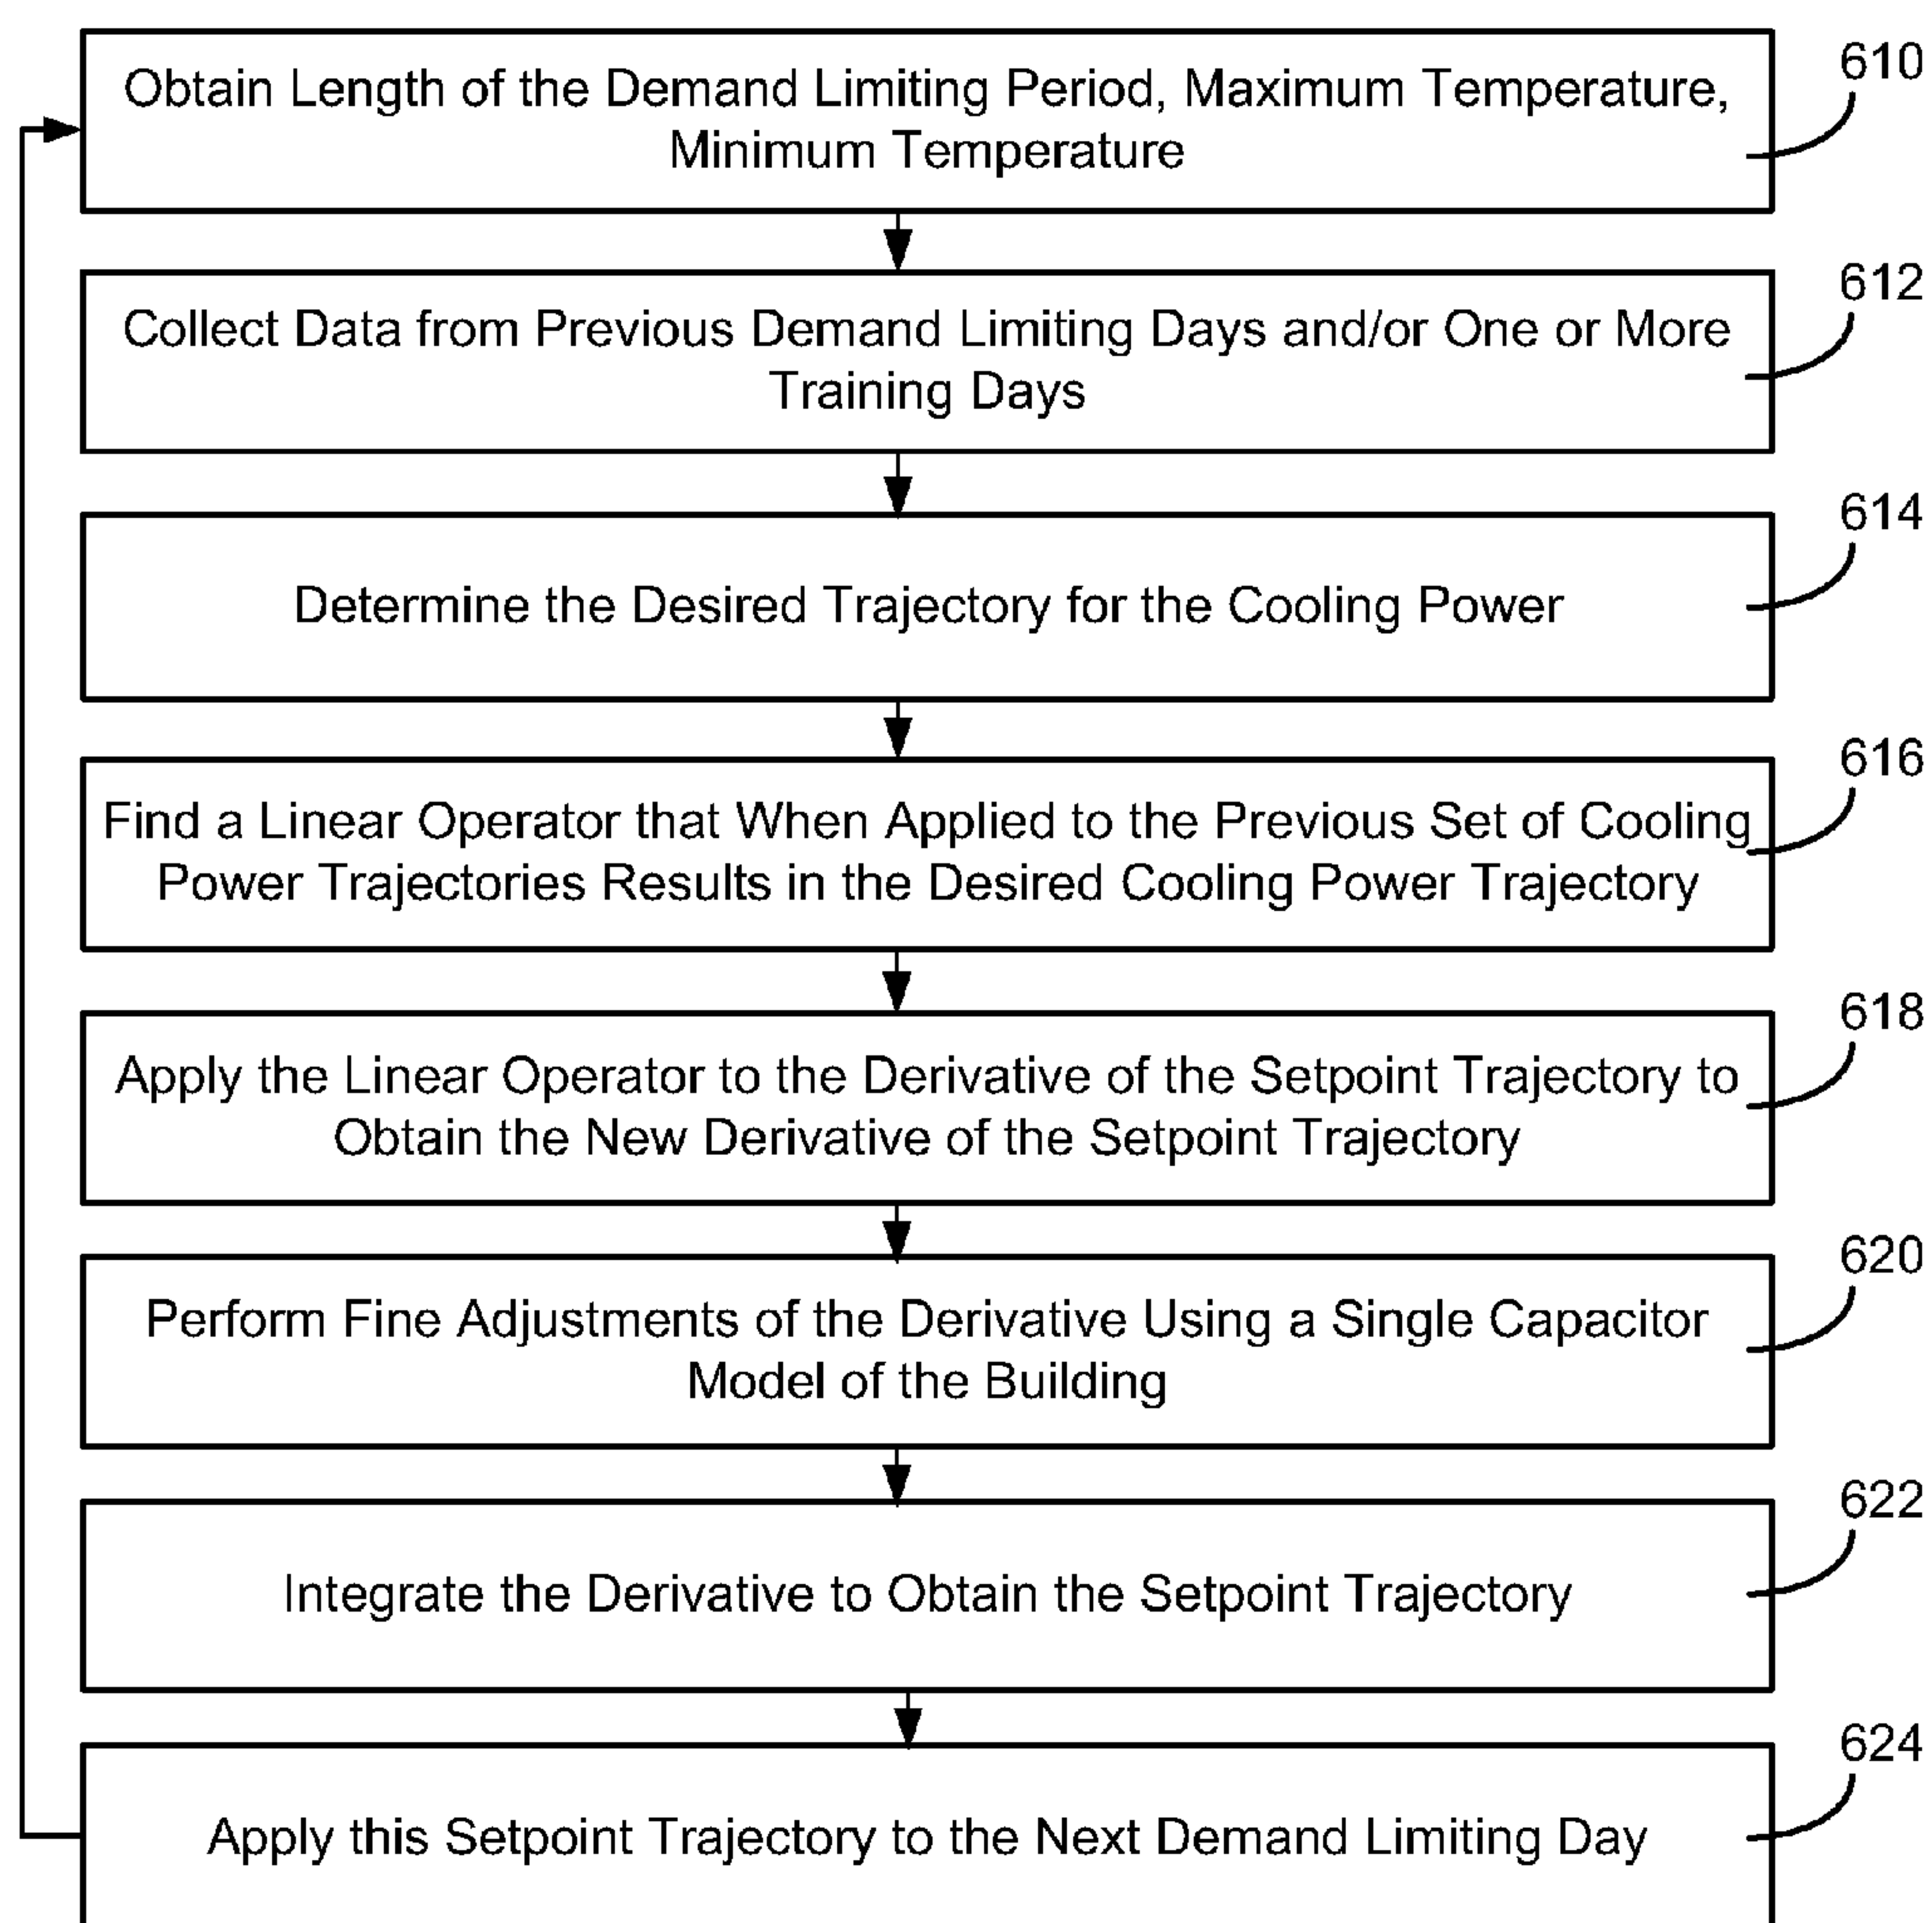 610
Obtain Length of the Demand Limiting Period, Maximum Temperature,
Minimum Temperature
612
Collect Data from Previous Demand Limiting Days and/or One or More
Training Days
614
Determine the Desired Trajectory for the Cooling Power
616
Find a Linear Operator that When Applied to the Previous Set of Cooling
Power Trajectories Results in the Desired Cooling Power Trajectory
618
Apply the Linear Operator to the Derivative of the Setpoint Trajectory to
Obtain the New Derivative of the Setpoint Trajectory
620
Perform Fine Adjustments of the Derivative Using a Single Capacitor
Model of the Building
622
Integrate the Derivative to Obtain the Setpoint Trajectory
624
Apply this Setpoint Trajectory to the Next Demand Limiting Day